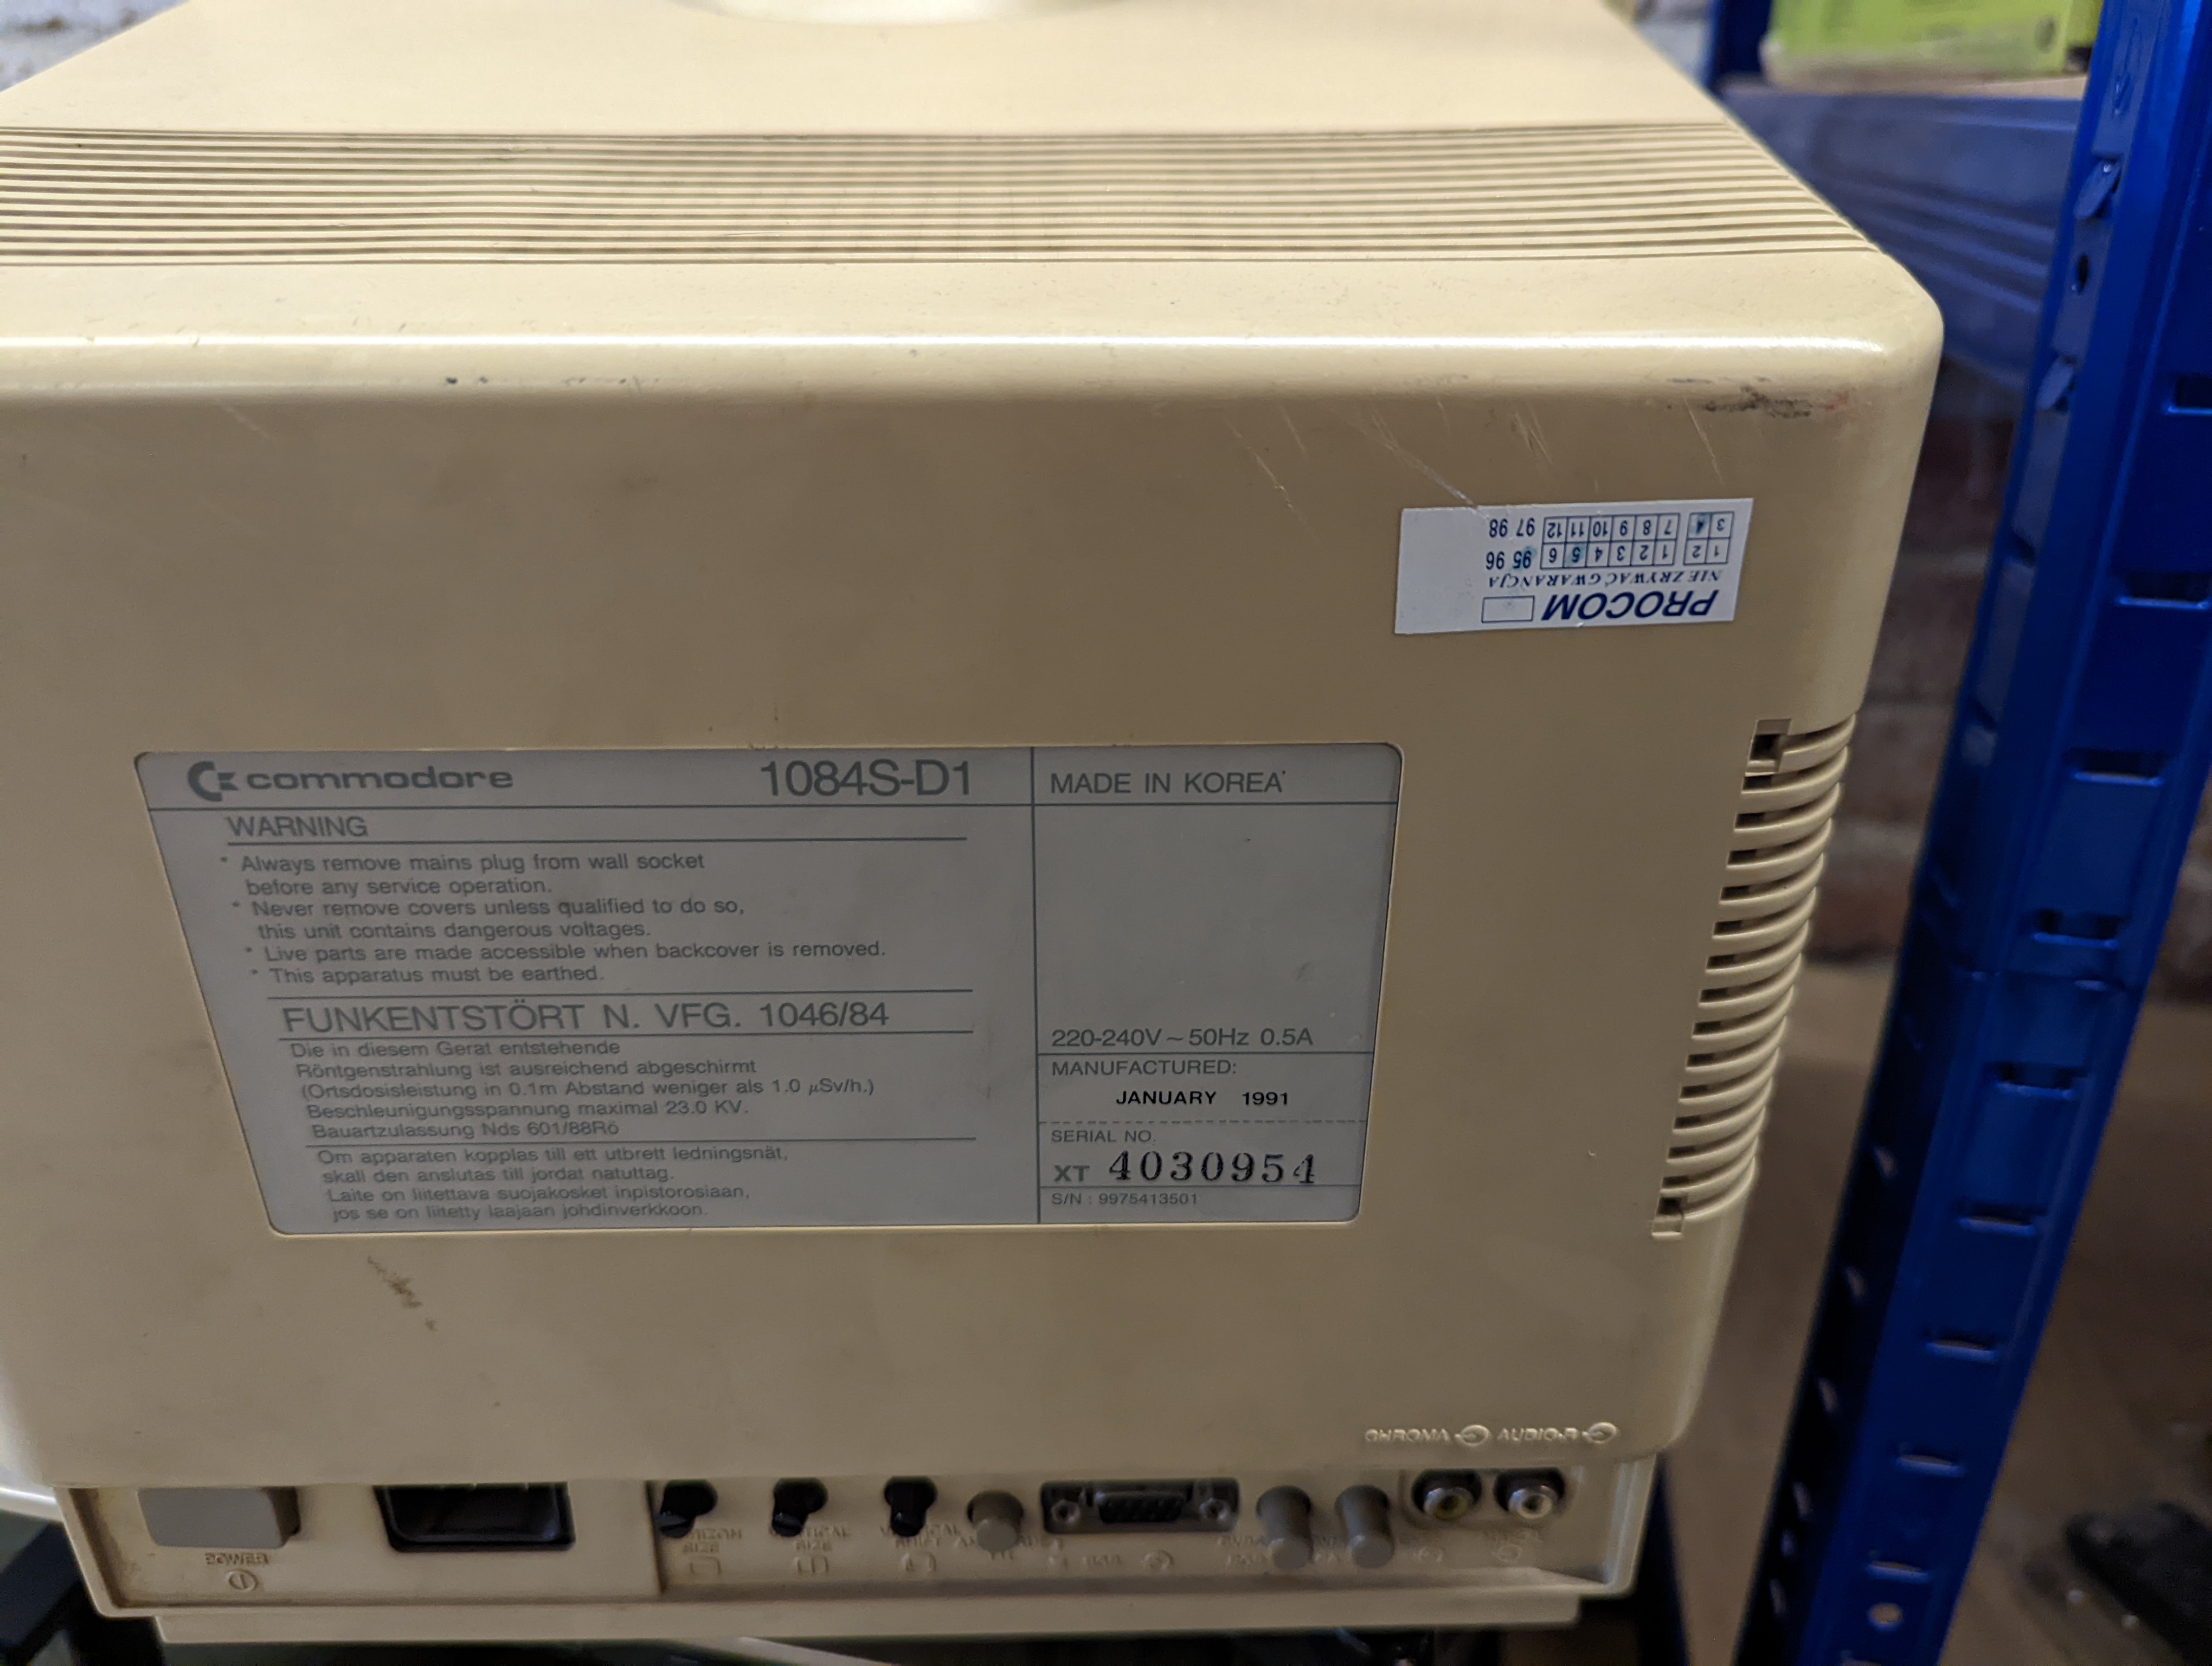 PROCOM
NIE ZRYWAĆ GWARANCJA
1 2 1 2 3 4 5 6 95 96
3 4 7 8 9 10 11 12 97 98
commodore 1084S-D1
MADE IN KOREA
WARNING
* Always remove mains plug from wall socket
before any service operation.
* Never remove covers unless qualified to do so,
this unit contains dangerous voltages.
* Live parts are made accessible when backcover is removed.
* This apparatus must be earthed.
FUNKENTSTÖRT N. VFG. 1046/84
Die in diesem Gerät entstehende
Röntgenstrahlung ist ausreichend abgeschirmt
(Ortsdosisleistung in 0.1m Abstand weniger als 1.0 µSv/h.)
Beschleunigungsspannung maximal 23.0 KV.
Bauartzulassung Nds 601/88Rö
Om apparaten kopplas till ett utbrett ledningsnät,
skall den anslutas till jordat natuttag.
Laite on liitettava suojakosket inpistorosiaan,
jos se on liitetty laajaan johdinverkkoon.
220-240V ~ 50Hz 0.5A
MANUFACTURED:
JANUARY 1991
SERIAL NO.
XT 4030954
S/N : 9975413501
CHROMA AUDIO-R
POWER
SIZE
SIZE